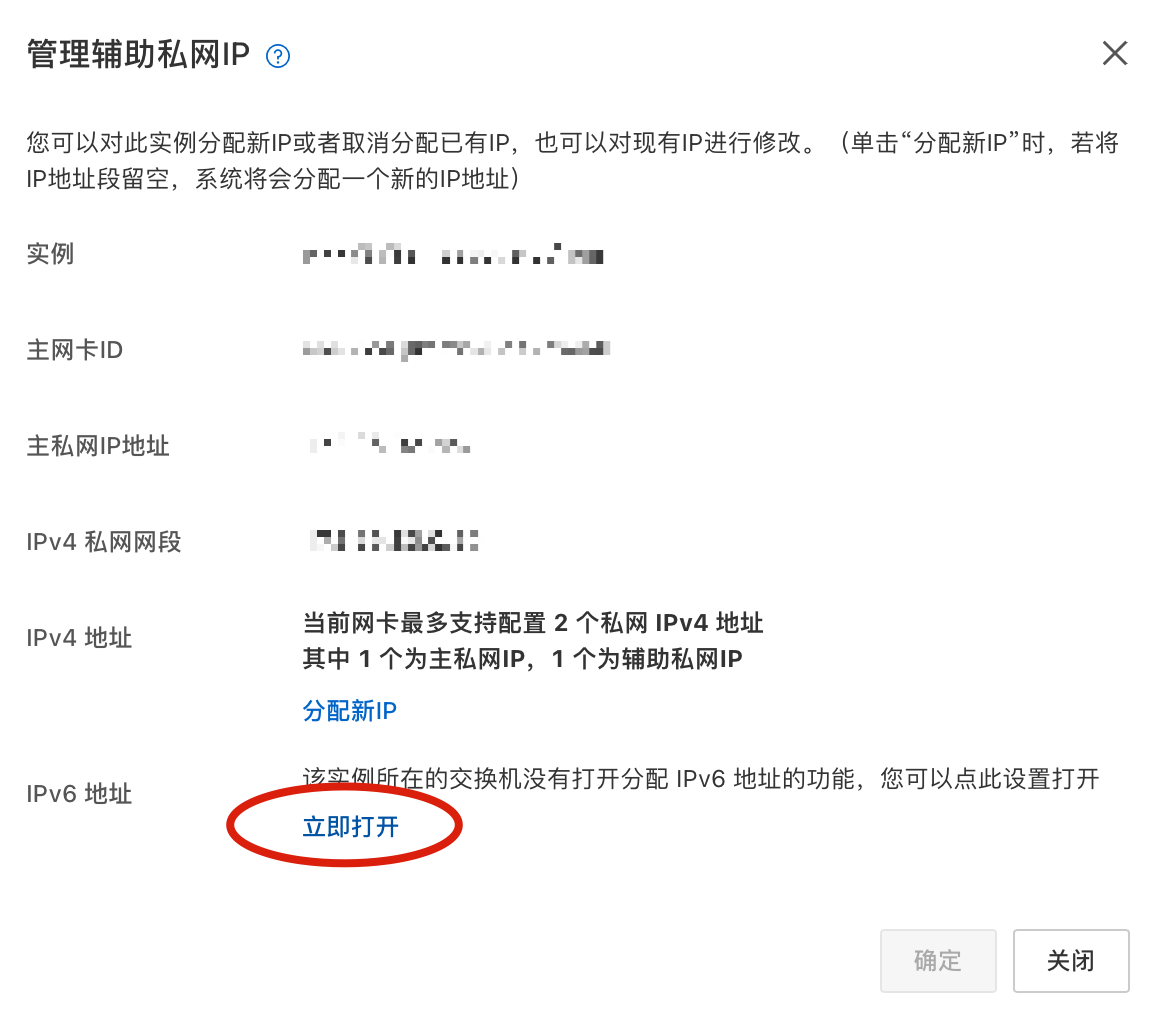 管理辅助私网IP ?
您可以对此实例分配新IP或者取消分配已有IP，也可以对现有IP进行修改。（单击“分配新IP”时，若将
IP地址段留空，系统将会分配一个新的IP地址）
实例
主网卡ID
主私网IP地址
IPv4 私网网段
IPv4 地址
当前网卡最多支持配置 2 个私网 IPv4 地址
其中 1 个为主私网IP，1 个为辅助私网IP
分配新IP
IPv6 地址
该实例所在的交换机没有打开分配 IPv6 地址的功能，您可以点此设置打开
立即打开
确定
关闭